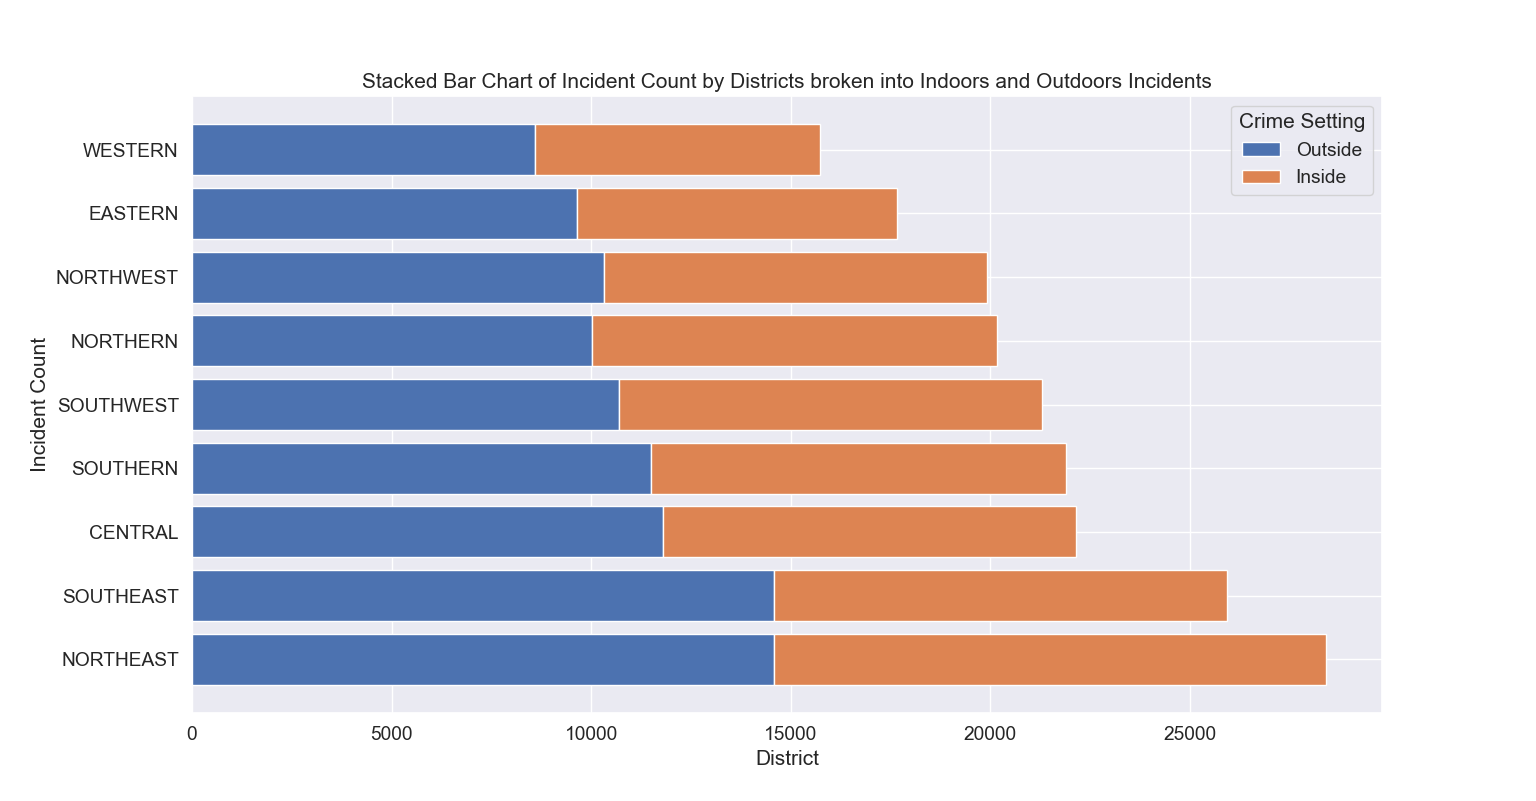 Stacked Bar Chart of Incident Count by Districts broken into Indoors and Outdoors Incidents
Crime Setting
Outside
Inside
Incident Count
WESTERN
EASTERN
NORTHWEST
NORTHERN
SOUTHWEST
SOUTHERN
CENTRAL
SOUTHEAST
NORTHEAST
0 5000 10000 15000 20000 25000
District